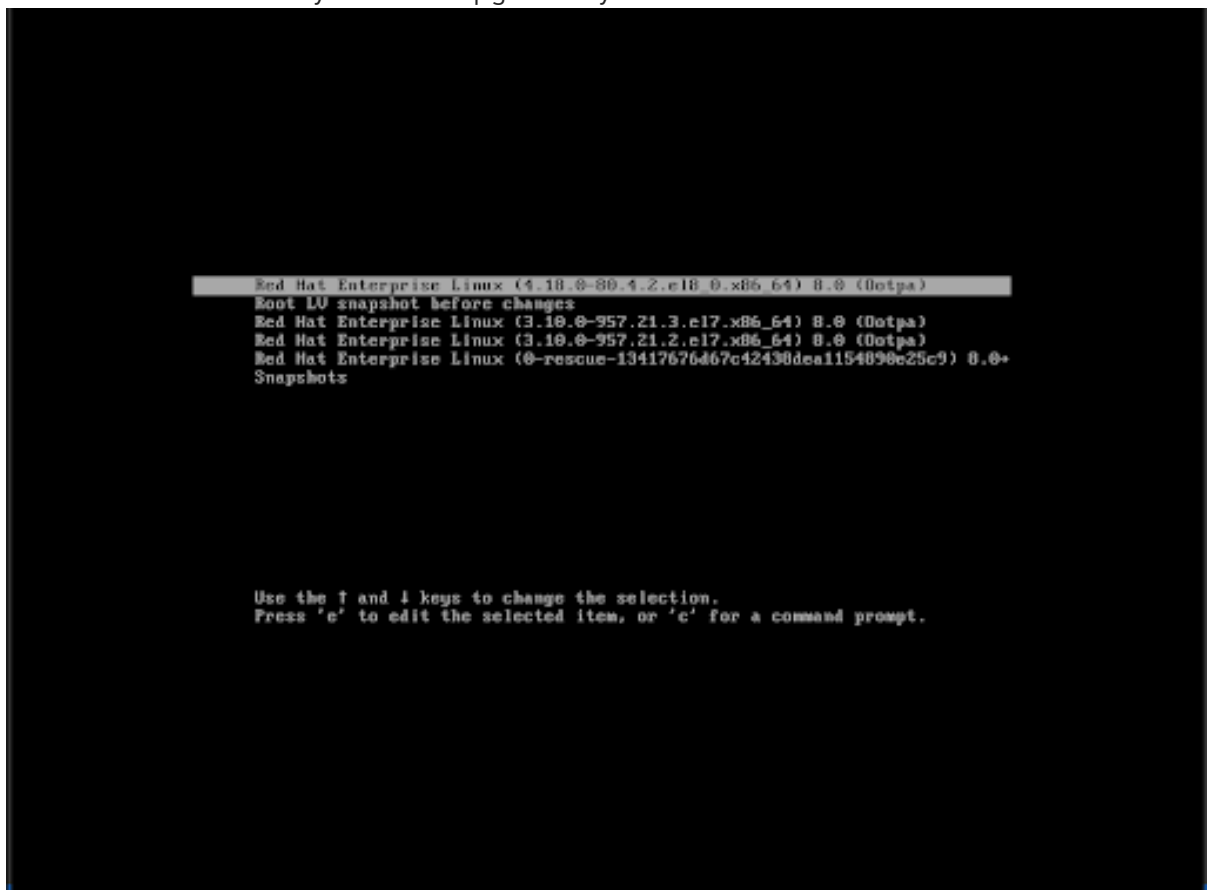 Red Hat Enterprise Linux (4.18.0-80.4.2.el8_0.x86_64) 8.0 (Ootpa)
Root LV snapshot before changes
Red Hat Enterprise Linux (3.10.0-957.21.3.el7.x86_64) 8.0 (Ootpa)
Red Hat Enterprise Linux (3.10.0-957.21.2.el7.x86_64) 8.0 (Ootpa)
Red Hat Enterprise Linux (0-rescue-13417676d67c42438dea1154890e25c9) 8.0+
Snapshots
Use the ↑ and ↓ keys to change the selection.
Press 'e' to edit the selected item, or 'c' for a command prompt.